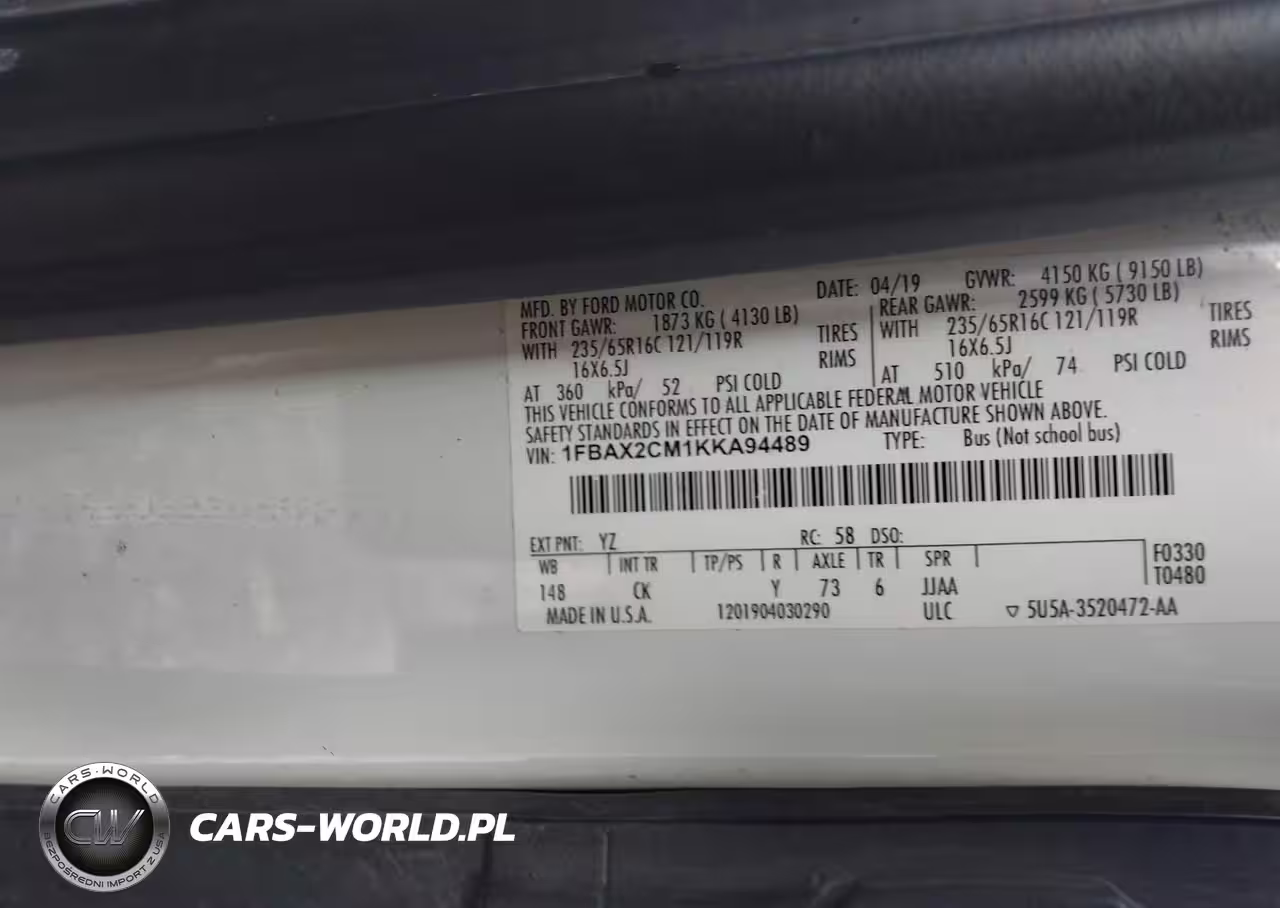 MFD. BY FORD MOTOR CO. DATE: 04/19 GVWR: 4150 KG ( 9150 LB)
FRONT GAWR: 1873 KG ( 4130 LB) REAR GAWR: 2599 KG ( 5730 LB)
WITH 235/65R16C 121/119R TIRES WITH 235/65R16C 121/119R TIRES
16X6.5J RIMS 16X6.5J RIMS
AT 360 kPa/ 52 PSI COLD AT 510 kPa/ 74 PSI COLD
THIS VEHICLE CONFORMS TO ALL APPLICABLE FEDERAL MOTOR VEHICLE
SAFETY STANDARDS IN EFFECT ON THE DATE OF MANUFACTURE SHOWN ABOVE.
VIN: 1FBAX2CM1KKA94489 TYPE: Bus (Not school bus)
EXT PNT: YZ RC: 58 DSO:
WB INT TR TP/PS R AXLE TR SPR F0330
148 CK Y 73 6 JJAA T0480
MADE IN U.S.A. 1201904030290 ULC ▽ 5U5A-3520472-AA
CARS-WORLD
CW
BEZPOŚREDNI IMPORT Z USA
CARS-WORLD.PL